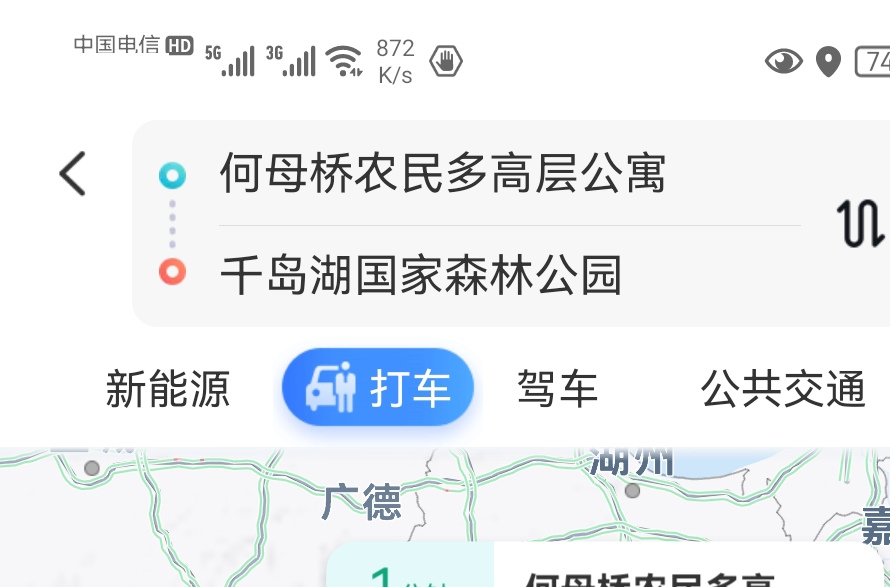 中国电信 HD 5G 3G 872 K/s 74
何母桥农民多高层公寓
千岛湖国家森林公园
新能源 打车 驾车 公共交通
湖州
广德
嘉
1分钟 何母桥农民多高